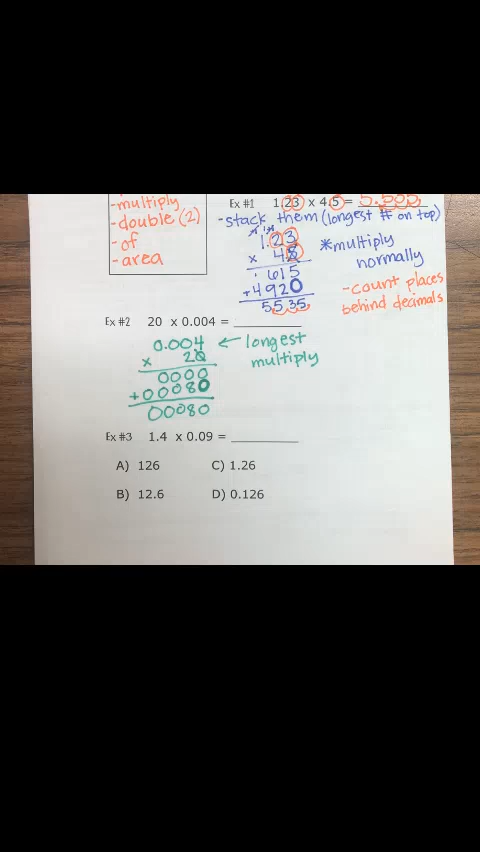 -multiply
-double (2)
-of
-area
Ex #1 1.23 x 4.5 = 5.535
-stack them (longest # on top)
1.23
x 4.5
615
+4920
5535
*multiply
normally
-count places
behind decimals
Ex #2 20 x 0.004 =
0.004
x 20
0000
+00080
00080
← longest
multiply
Ex #3 1.4 x 0.09 =
A) 126 C) 1.26
B) 12.6 D) 0.126